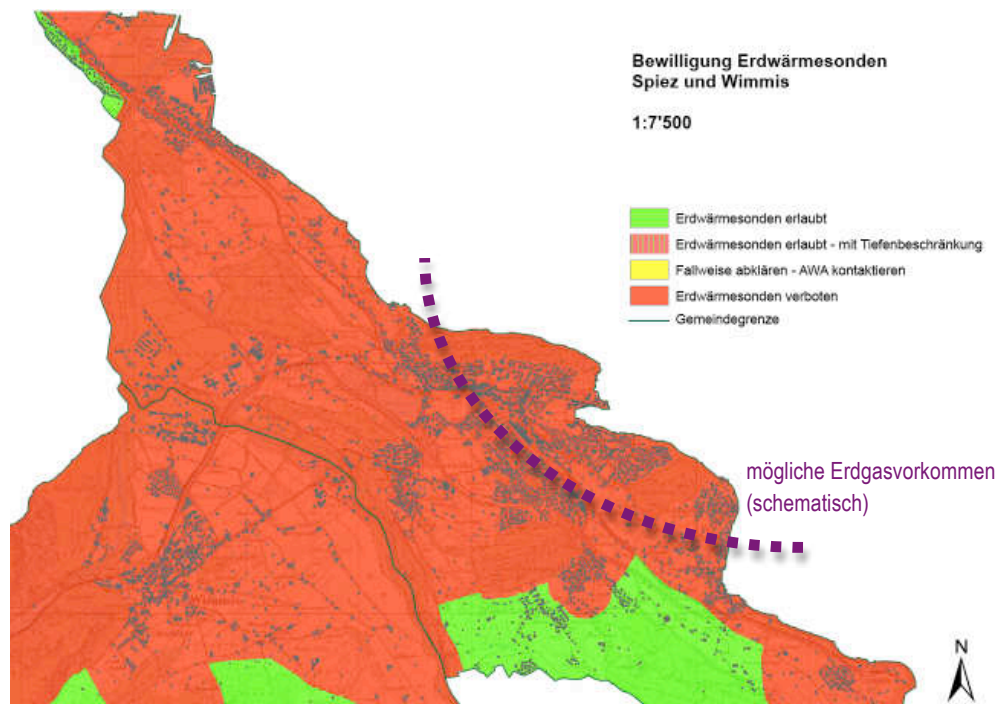 Bewilligung Erdwärmesonden
Spiez und Wimmis
1:7'500
Erdwärmesonden erlaubt
Erdwärmesonden erlaubt - mit Tiefenbeschränkung
Fallweise abklären - AWA kontaktieren
Erdwärmesonden verboten
Gemeindegrenze
mögliche Erdgasvorkommen
(schematisch)
Wimmis
N